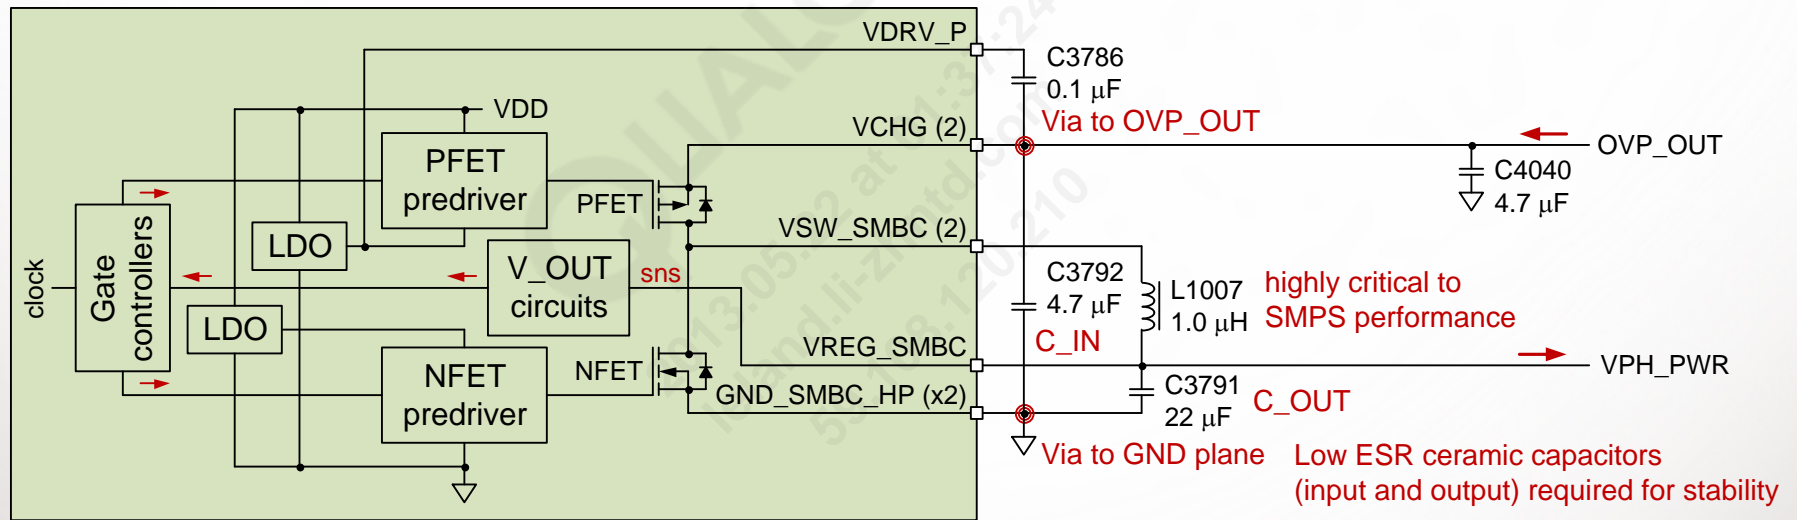 VDRV_P
C3786
0.1 µF
VDD
VCHG (2)
Via to OVP_OUT
OVP_OUT
PFET
predriver
PFET
C4040
4.7 µF
VSW_SMBC (2)
LDO
Gate
controllers
clock
V_OUT
circuits
sns
C3792
4.7 µF
C_IN
L1007
1.0 µH
highly critical to
SMPS performance
LDO
VREG_SMBC
VPH_PWR
NFET
predriver
NFET
GND_SMBC_HP (x2)
C3791
22 µF
C_OUT
Via to GND plane
Low ESR ceramic capacitors
(input and output) required for stability